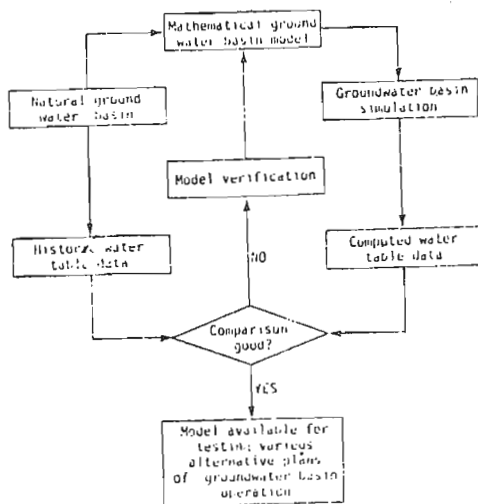 Mathematical ground
water basin model
Natural ground
water basin
Groundwater basin
simulation
Model verification
Historic water
table data
Computed water
table data
NO
Comparison
good?
YES
Model available for
testing various
alternative plans
of groundwater basin
operation